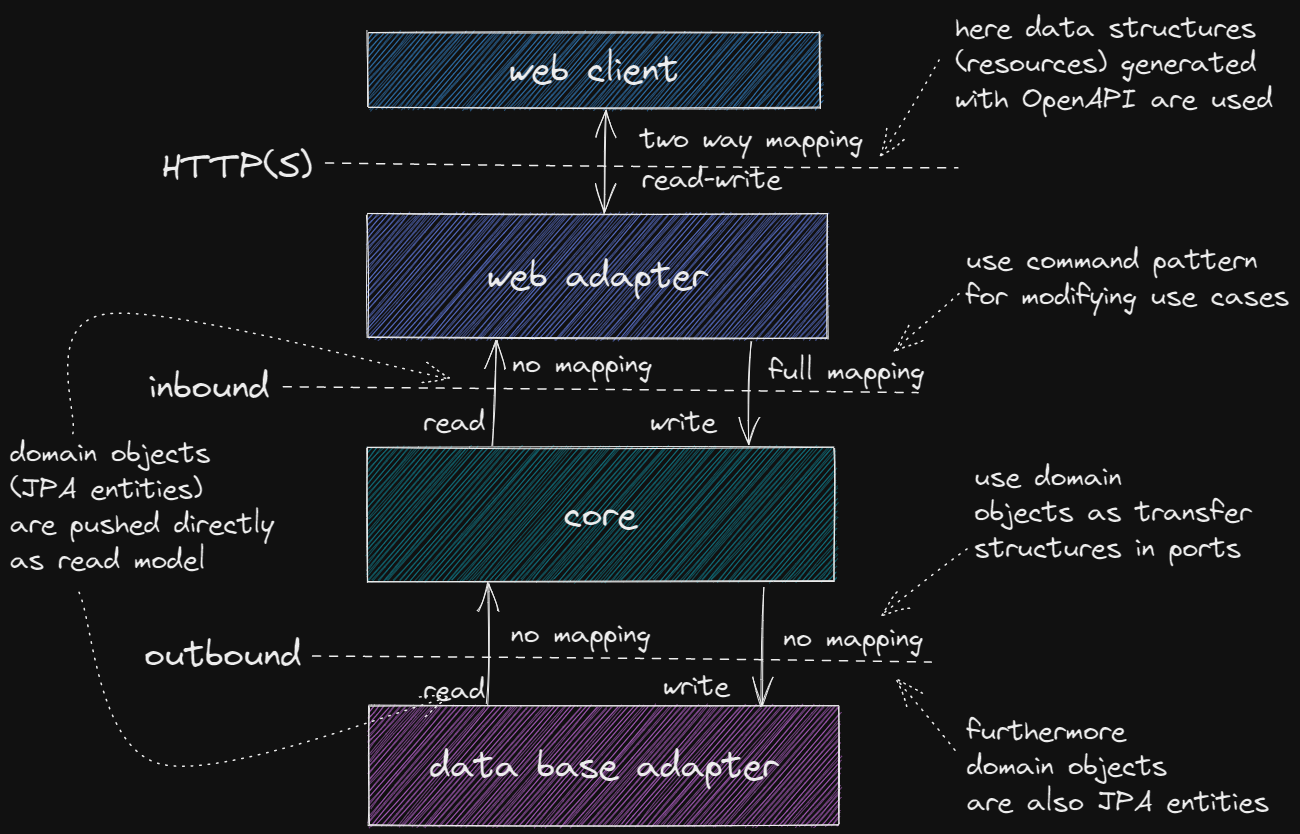 here data structures
(resources) generated
with OpenAPI are used
web client
two way mapping
HTTP(S)
read-write
web adapter
use command pattern
for modifying use cases
no mapping
full mapping
inbound
read
write
domain objects
(JPA entities)
are pushed directly
as read model
core
use domain
objects as transfer
structures in ports
no mapping
no mapping
outbound
read
write
furthermore
domain objects
are also JPA entities
data base adapter